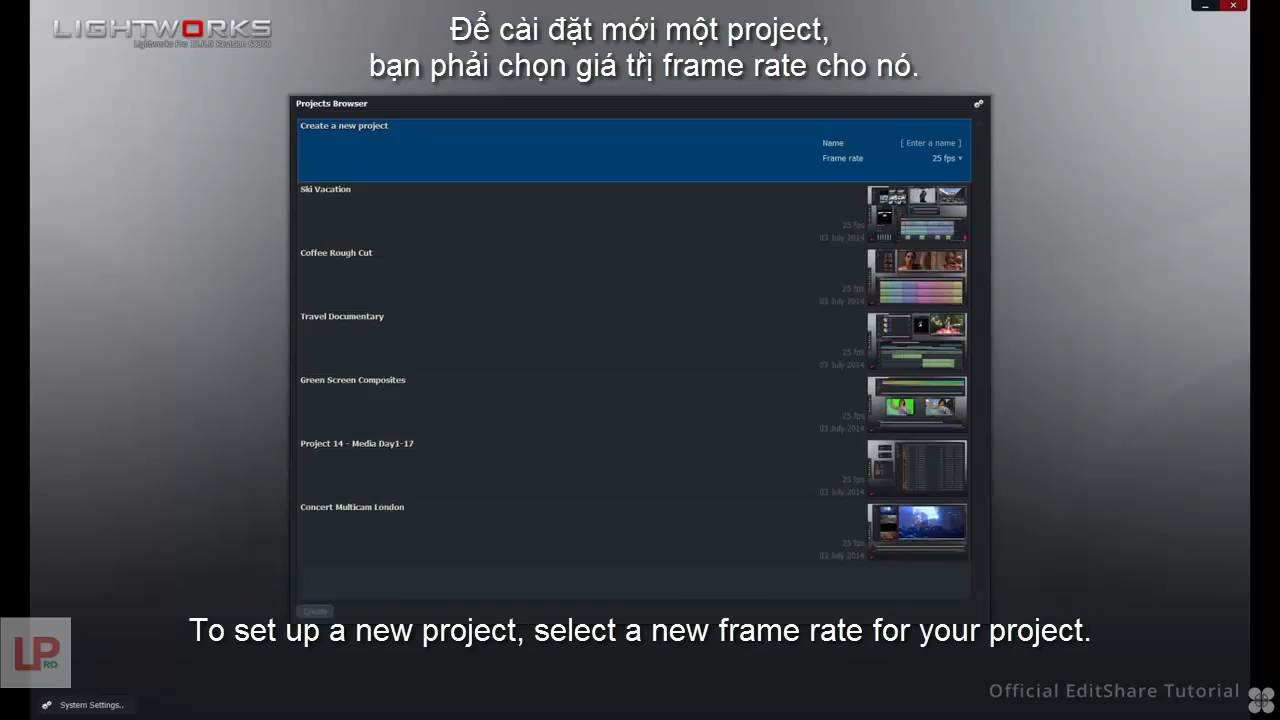 LIGHTWORKS
Để cài đặt mới một project,
bạn phải chọn giá trị frame rate cho nó.
Projects Browser
Create a new project
Name [ Enter a name ]
Frame rate 25 fps
Ski Vacation
25 fps
03 July 2014
Coffee Rough Cut
25 fps
03 July 2014
Travel Documentary
25 fps
03 July 2014
Green Screen Composites
25 fps
03 July 2014
Project 14 - Media Day1-17
25 fps
03 July 2014
Concert Multicam London
25 fps
Create
To set up a new project, select a new frame rate for your project.
LP
RO
Official EditShare Tutorial
System Settings..